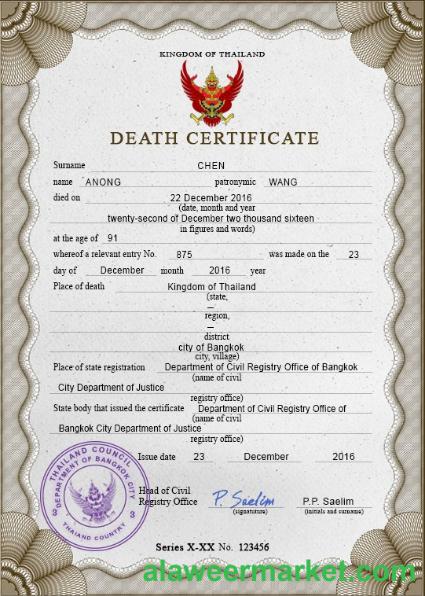 KINGDOM OF THAILAND
DEATH CERTIFICATE
Surname CHEN
name ANONG patronymic WANG
died on 22 December 2016
(date, month and year
twenty-second of December two thousand sixteen
in figures and words)
at the age of 91
whereof a relevant entry No. 875 was made on the 23
day of December month 2016 year
Place of death Kingdom of Thailand
(state,
—
region,
—
district
city of Bangkok
city, village)
Place of state registration Department of Civil Registry Office of Bangkok
(name of civil
City Department of Justice
registry office)
State body that issued the certificate Department of Civil Registry Office of
(name of civil
Bangkok City Department of Justice
registry office)
Issue date 23 December 2016
THAILAND COUNCIL
DEPARTMENT OF BANGKOK CITY
3 3
THAIAND COUNTRY
Head of Civil
Registry Office P. Saelim P.P. Saelim
(signature) (initials and surname)
Series X-XX No. 123456
alaweermarket.com